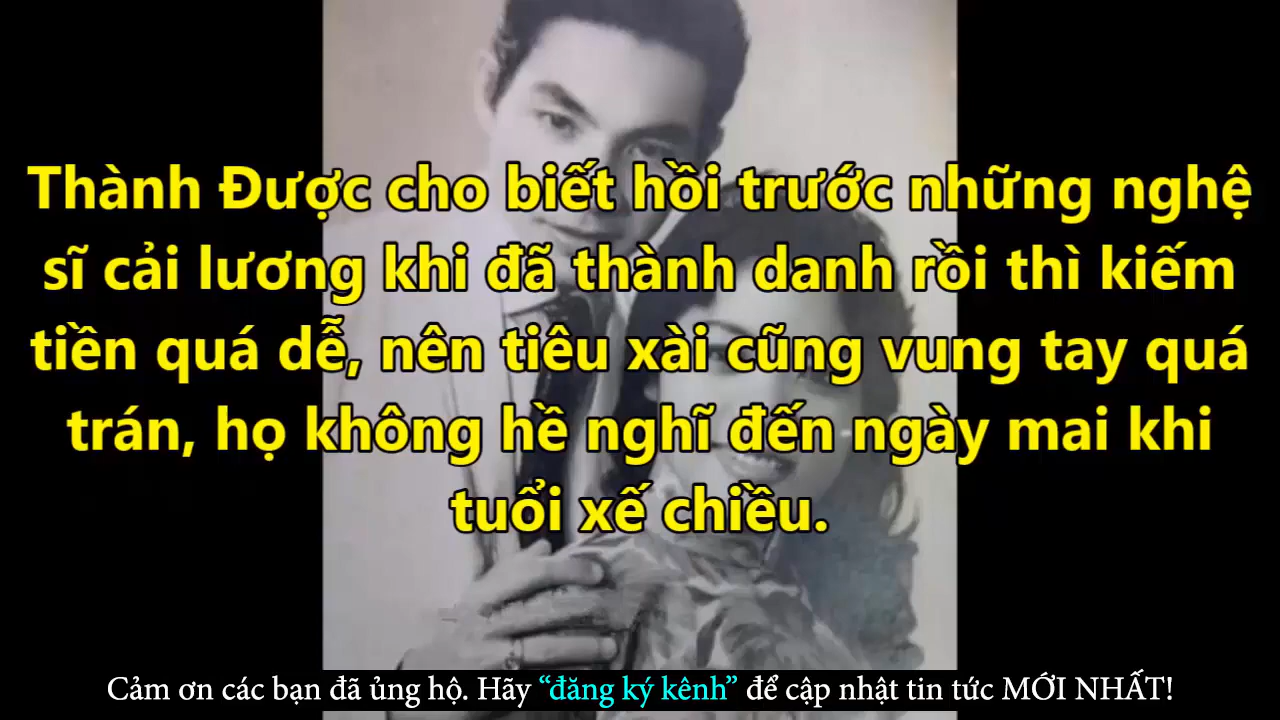 Thành Được cho biết hồi trước những nghệ
sĩ cải lương khi đã thành danh rồi thì kiếm
tiền quá dễ, nên tiêu xài cũng vung tay quá
trán, họ không hề nghĩ đến ngày mai khi
tuổi xế chiều.
Cảm ơn các bạn đã ủng hộ. Hãy “đăng ký kênh” để cập nhật tin tức MỚI NHẤT!